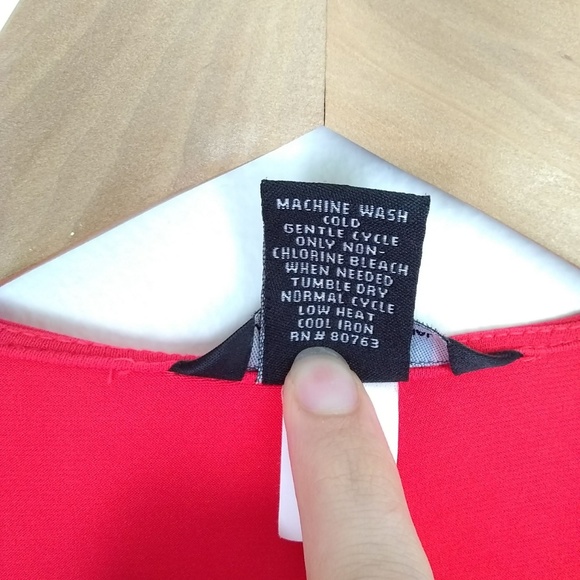 MACHINE WASH
COLD
GENTLE CYCLE
ONLY NON-
CHLORINE BLEACH
WHEN NEEDED
TUMBLE DRY
NORMAL CYCLE
LOW HEAT
COOL IRON
RN# 80763